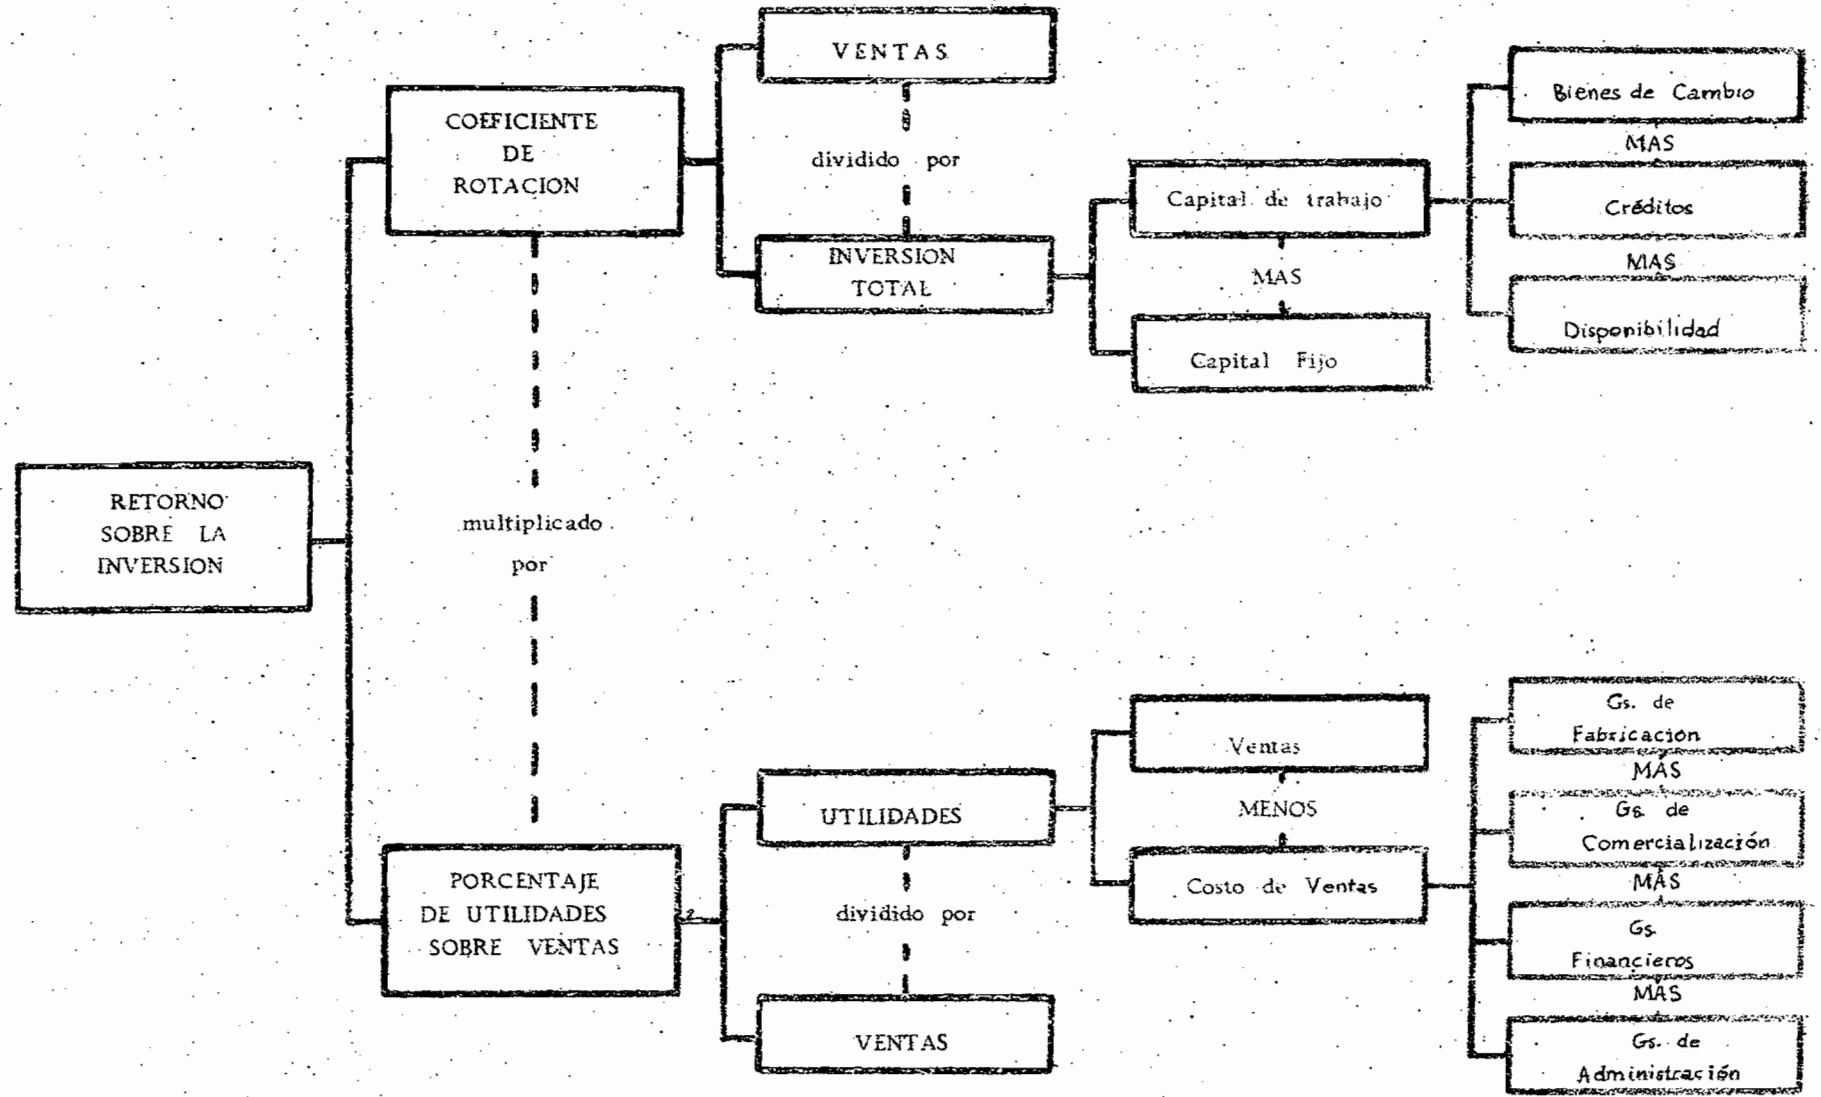 RETORNO
SOBRE LA
INVERSION
COEFICIENTE
DE
ROTACION
multiplicado
por
PORCENTAJE
DE UTILIDADES
SOBRE VENTAS
VENTAS
dividido por
INVERSION
TOTAL
Capital de trabajo
MAS
Capital Fijo
Bienes de Cambio
MAS
Créditos
MAS
Disponibilidad
UTILIDADES
dividido por
VENTAS
Ventas
MENOS
Costo de Ventas
Gs. de
Fabricación
MAS
Gs. de
Comercialización
MAS
Gs.
Financieros
MAS
Gs. de
Administración